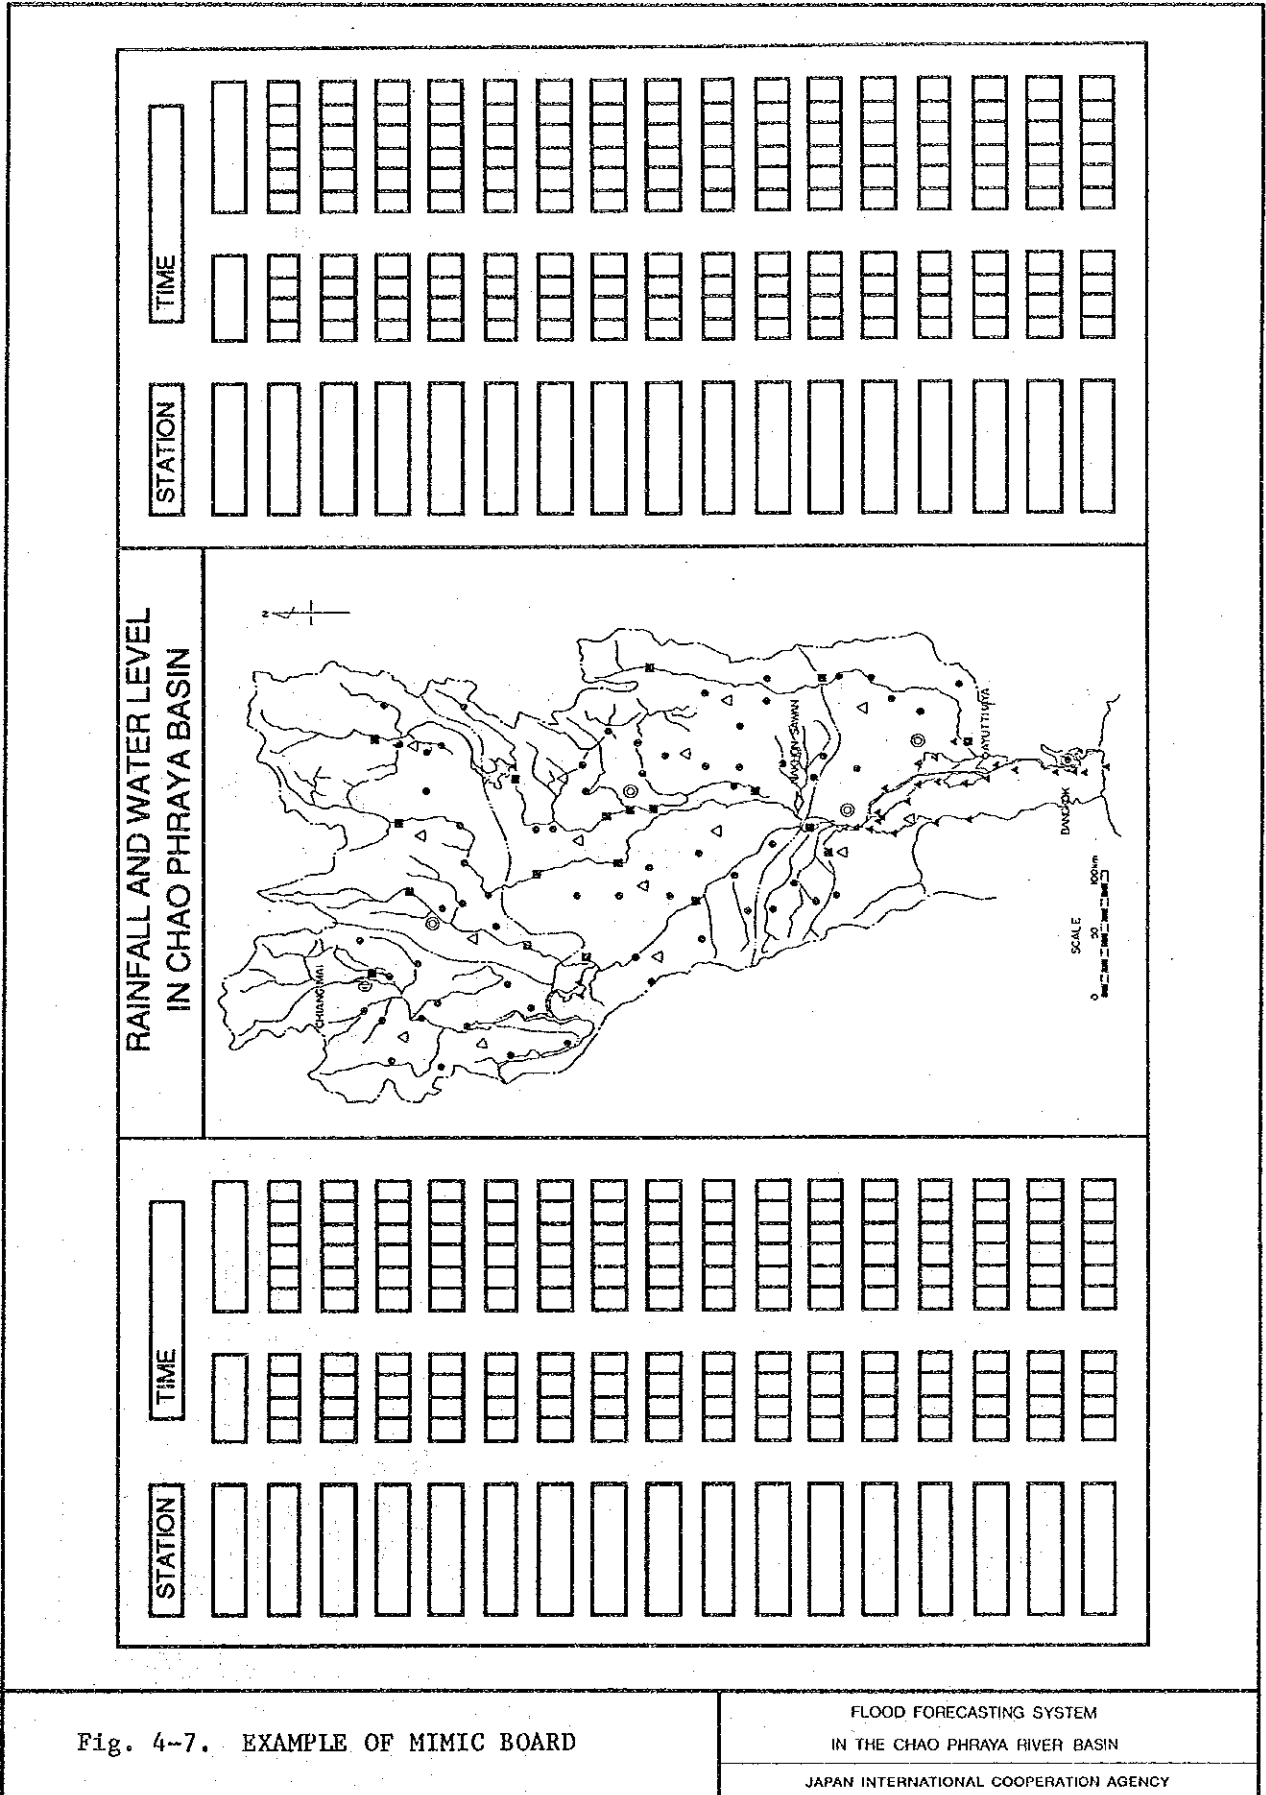 RAINFALL AND WATER LEVEL
IN CHAO PHRAYA BASIN
STATION
TIME
STATION
TIME
N
CHIANGMAI
NAKHON SAWAN
AYUTTHAYA
BANGKOK
SCALE
0 50 100km
Fig. 4-7. EXAMPLE OF MIMIC BOARD
FLOOD FORECASTING SYSTEM
IN THE CHAO PHRAYA RIVER BASIN
JAPAN INTERNATIONAL COOPERATION AGENCY